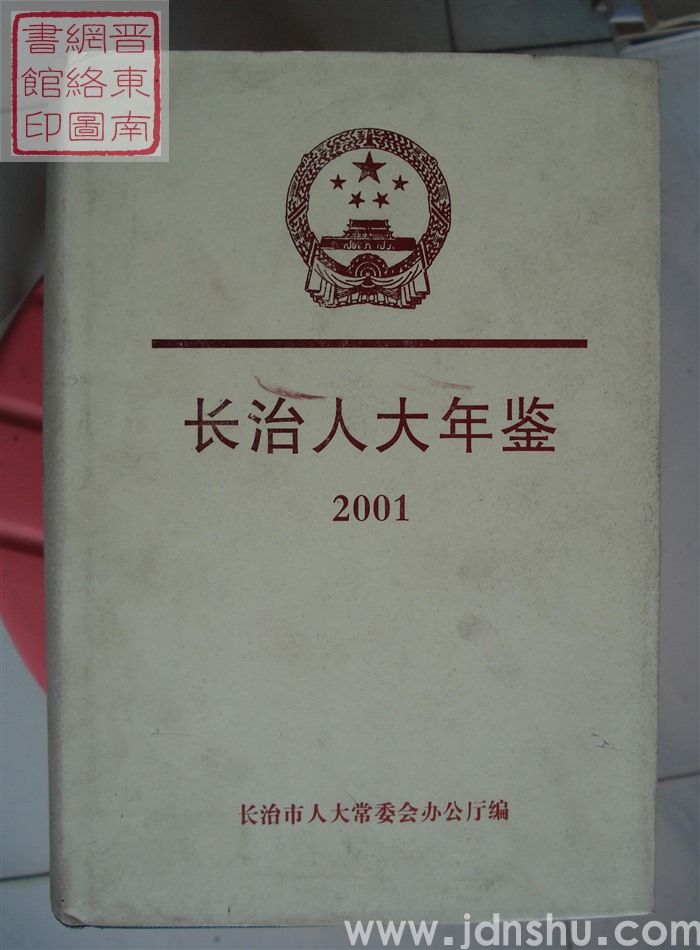 晋東南
網絡圖
書館印
长治人大年鉴
2001
长治市人大常委会办公厅编
www.jdnshu.com